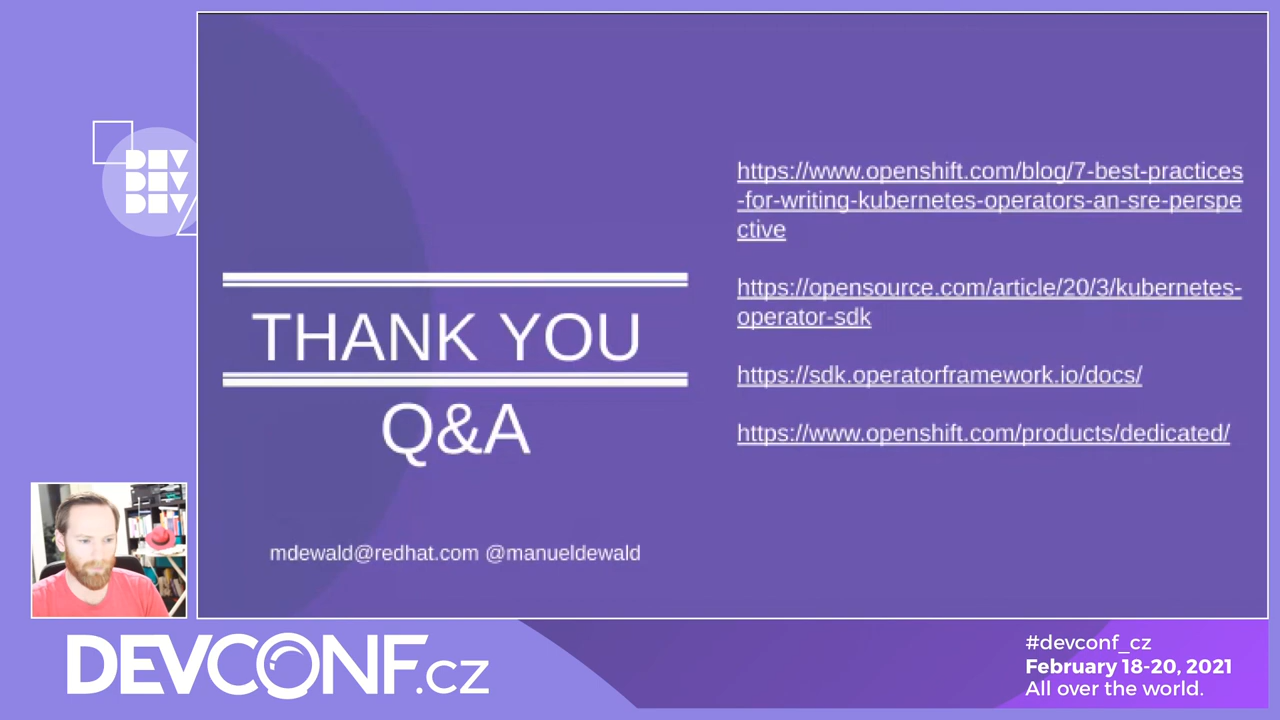 DEV
DEV
DEV
https://www.openshift.com/blog/7-best-practices
-for-writing-kubernetes-operators-an-sre-perspe
ctive
https://opensource.com/article/20/3/kubernetes-
operator-sdk
https://sdk.operatorframework.io/docs/
https://www.openshift.com/products/dedicated/
THANK YOU
Q&A
mdewald@redhat.com @manueldewald
DEVCONF.cz
#devconf_cz
February 18-20, 2021
All over the world.